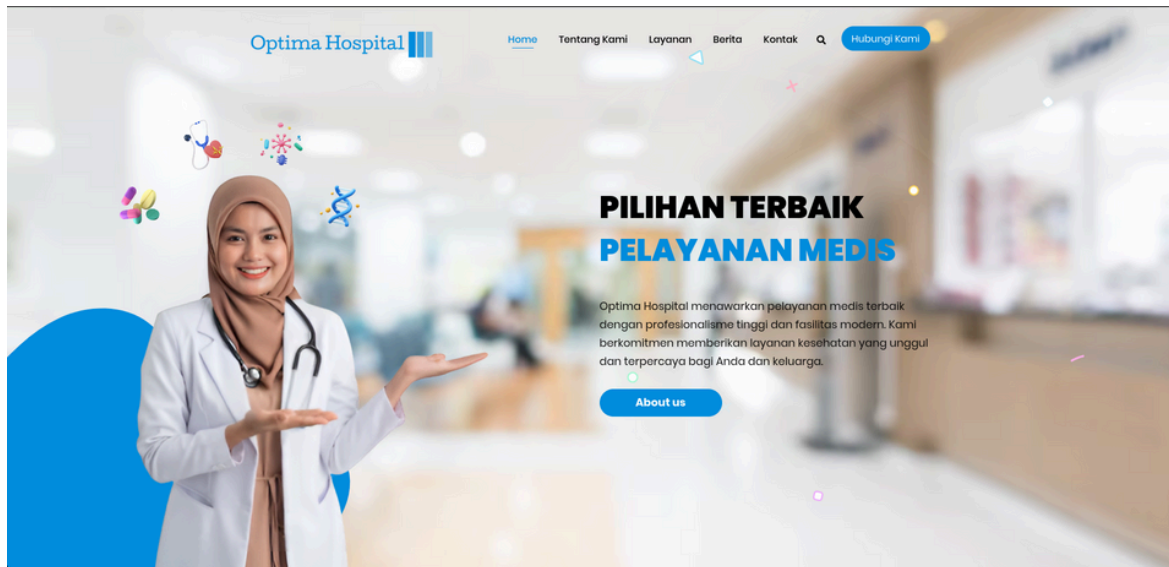 Optima Hospital
Home Tentang Kami Layanan Berita Kontak Hubungi Kami
PILIHAN TERBAIK
PELAYANAN MEDIS
Optima Hospital menawarkan pelayanan medis terbaik
dengan profesionalisme tinggi dan fasilitas modern. Kami
berkomitmen memberikan layanan kesehatan yang unggul
dan terpercaya bagi Anda dan keluarga.
About us